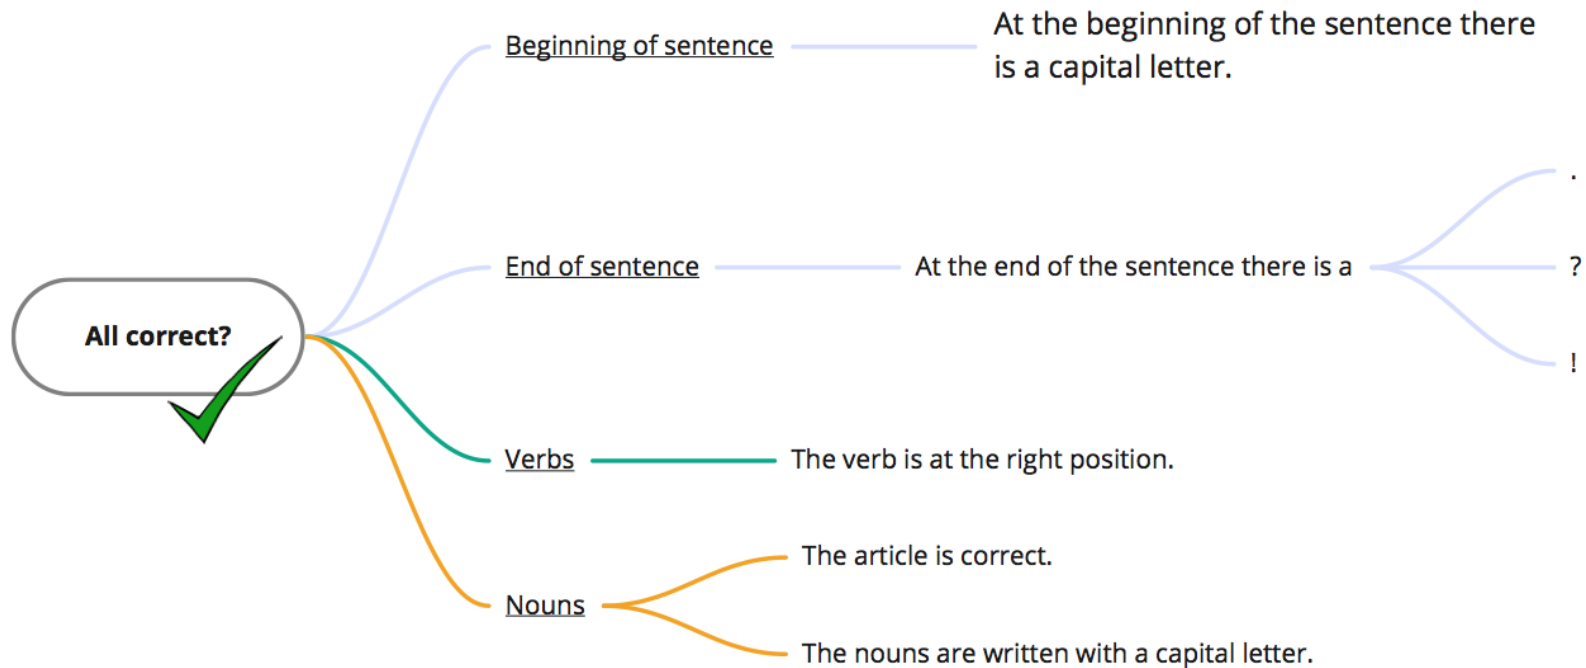 All correct?
Beginning of sentence
At the beginning of the sentence there
is a capital letter.
End of sentence
At the end of the sentence there is a
.
?
!
Verbs
The verb is at the right position.
Nouns
The article is correct.
The nouns are written with a capital letter.